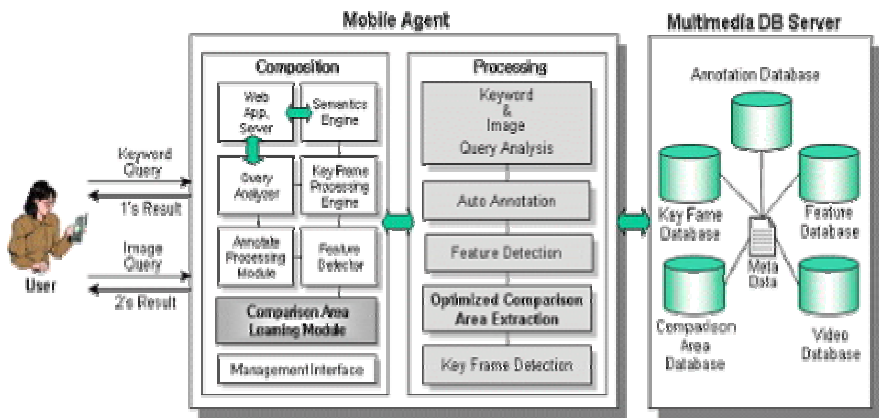 Mobile Agent
Multimedia DB Server
Composition
Processing
Web
App,
Server
Semantics
Engine
Keyword
&
Image
Query Analysis
Annotation Database
Keyword
Query
1's Result
Query
Analyzer
Key Frame
Processing
Engine
Auto Annotation
Key Fame
Database
Feature
Database
Image
Query
2's Result
User
Annotate
Processing
Module
Feature
Detector
Feature Detection
Meta
Data
Comparison Area
Learning Module
Optimized Comparison
Area Extraction
Comparison
Area
Database
Video
Database
Management Interface
Key Frame Detection